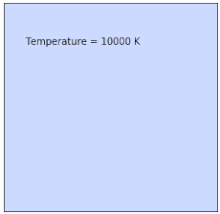 Temperature = 10000 K